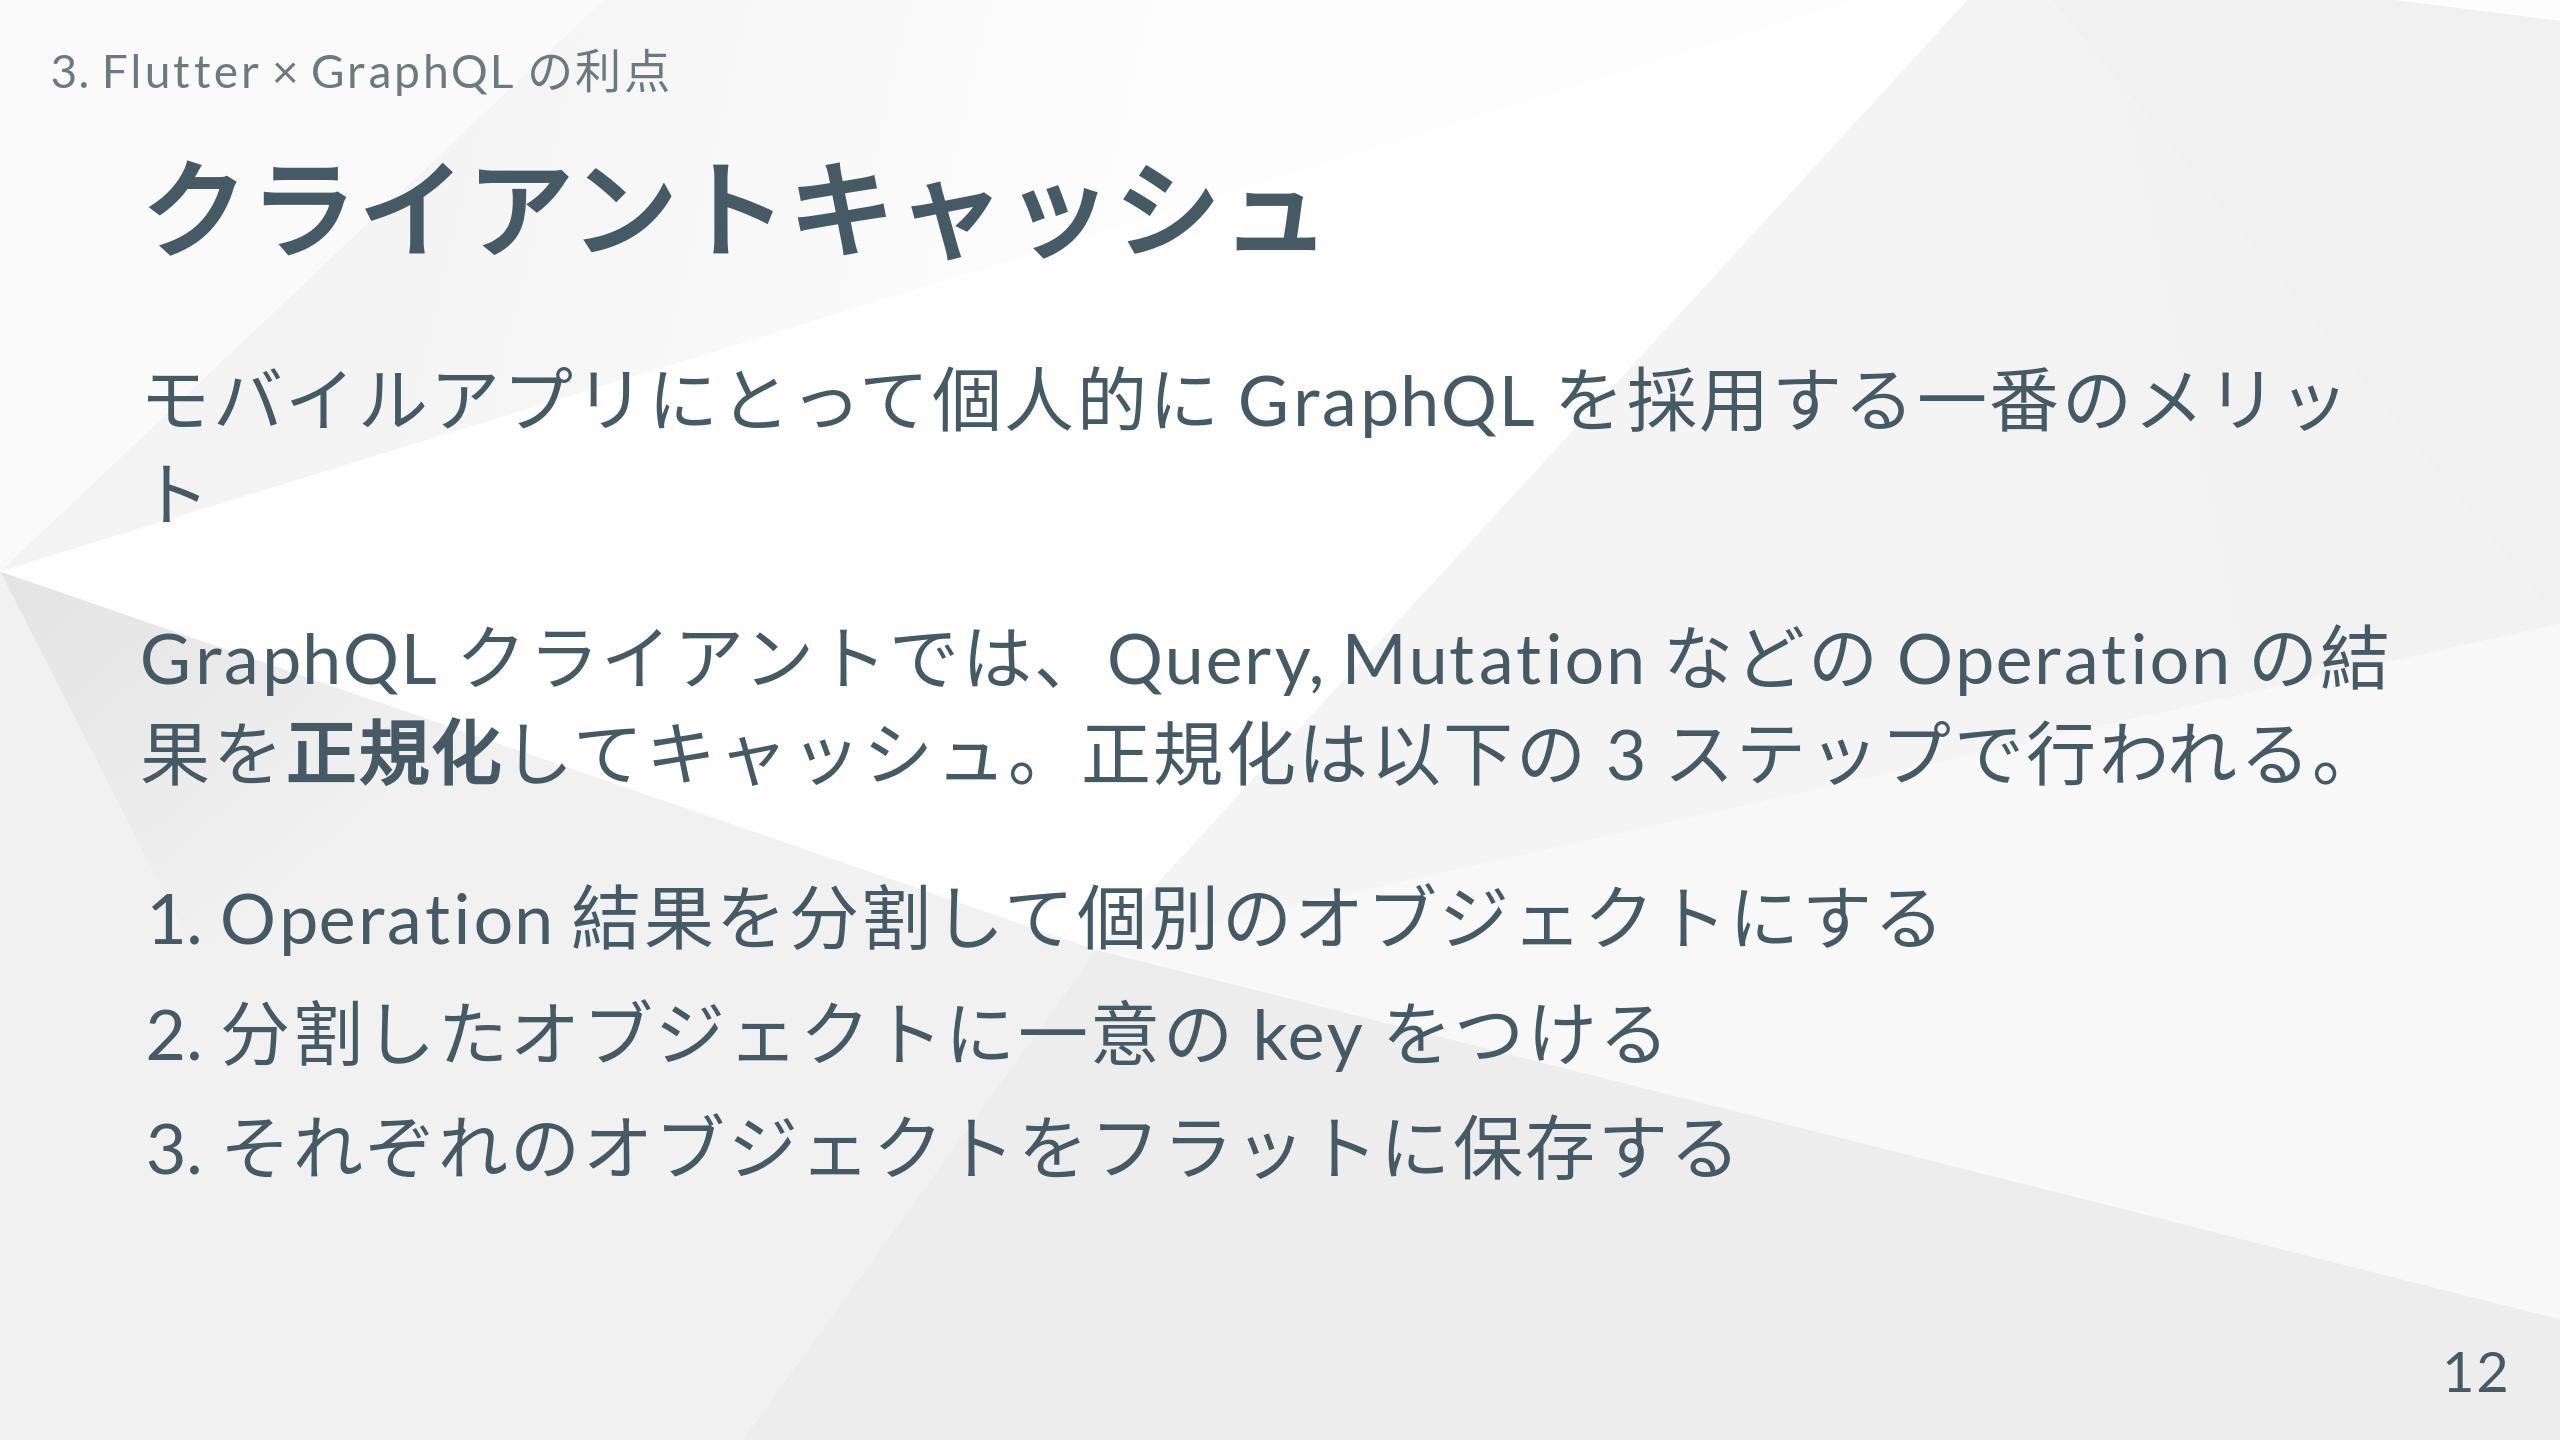 3. Flutter × GraphQL の利点
クライアントキャッシュ
モバイルアプリにとって個人的に GraphQL を採用する一番のメリッ
ト
GraphQL クライアントでは、Query, Mutation などの Operation の結
果を正規化してキャッシュ。正規化は以下の 3 ステップで行われる。
1. Operation 結果を分割して個別のオブジェクトにする
2. 分割したオブジェクトに一意の key をつける
3. それぞれのオブジェクトをフラットに保存する
12